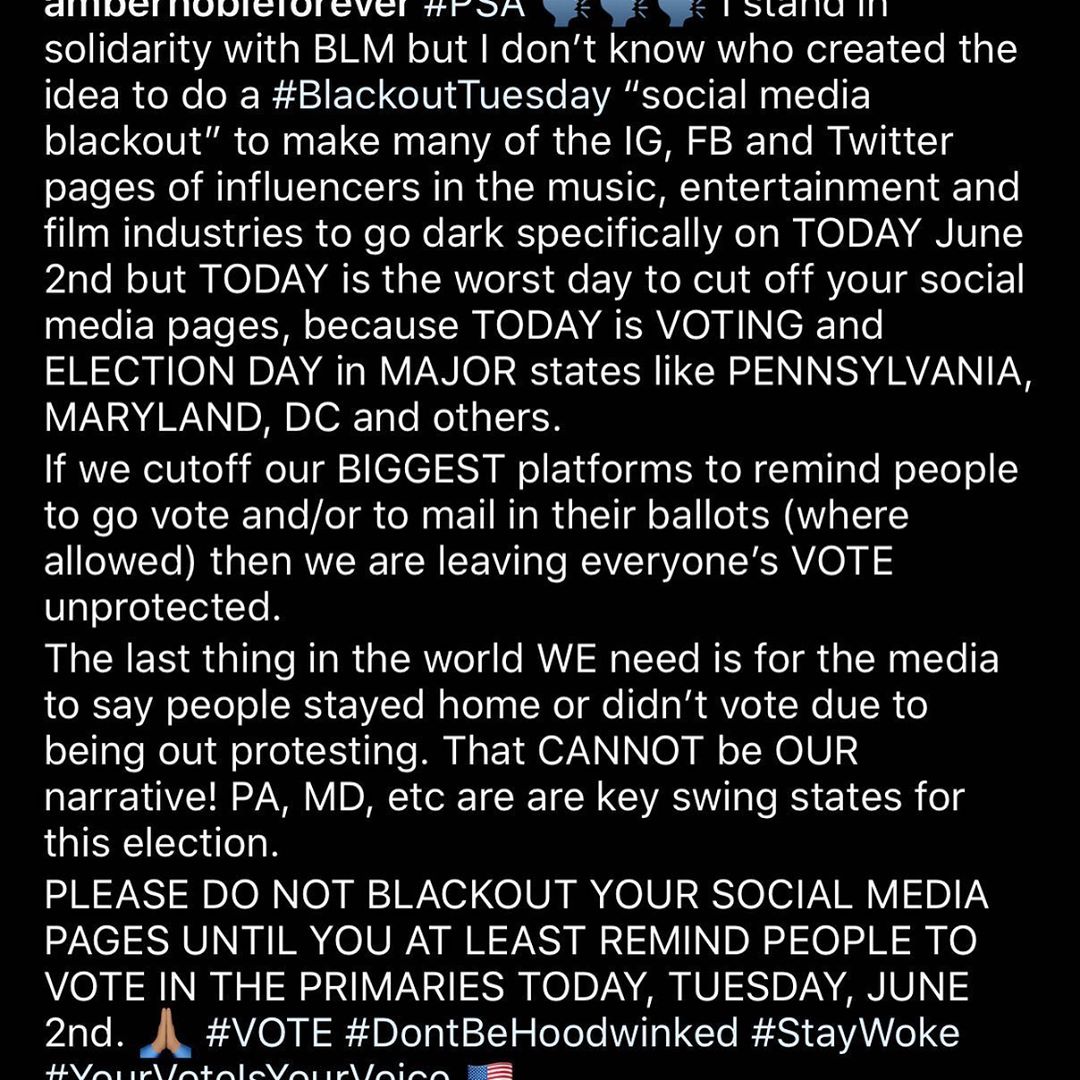 ambernobleforever #PSA 🗣🗣🗣 I stand in
solidarity with BLM but I don’t know who created the
idea to do a #BlackoutTuesday “social media
blackout” to make many of the IG, FB and Twitter
pages of influencers in the music, entertainment and
film industries to go dark specifically on TODAY June
2nd but TODAY is the worst day to cut off your social
media pages, because TODAY is VOTING and
ELECTION DAY in MAJOR states like PENNSYLVANIA,
MARYLAND, DC and others.
If we cutoff our BIGGEST platforms to remind people
to go vote and/or to mail in their ballots (where
allowed) then we are leaving everyone’s VOTE
unprotected.
The last thing in the world WE need is for the media
to say people stayed home or didn’t vote due to
being out protesting. That CANNOT be OUR
narrative! PA, MD, etc are are key swing states for
this election.
PLEASE DO NOT BLACKOUT YOUR SOCIAL MEDIA
PAGES UNTIL YOU AT LEAST REMIND PEOPLE TO
VOTE IN THE PRIMARIES TODAY, TUESDAY, JUNE
2nd. 🙏🏽 #VOTE #DontBeHoodwinked #StayWoke
#YourVoteIsYourVoice 🇺🇸